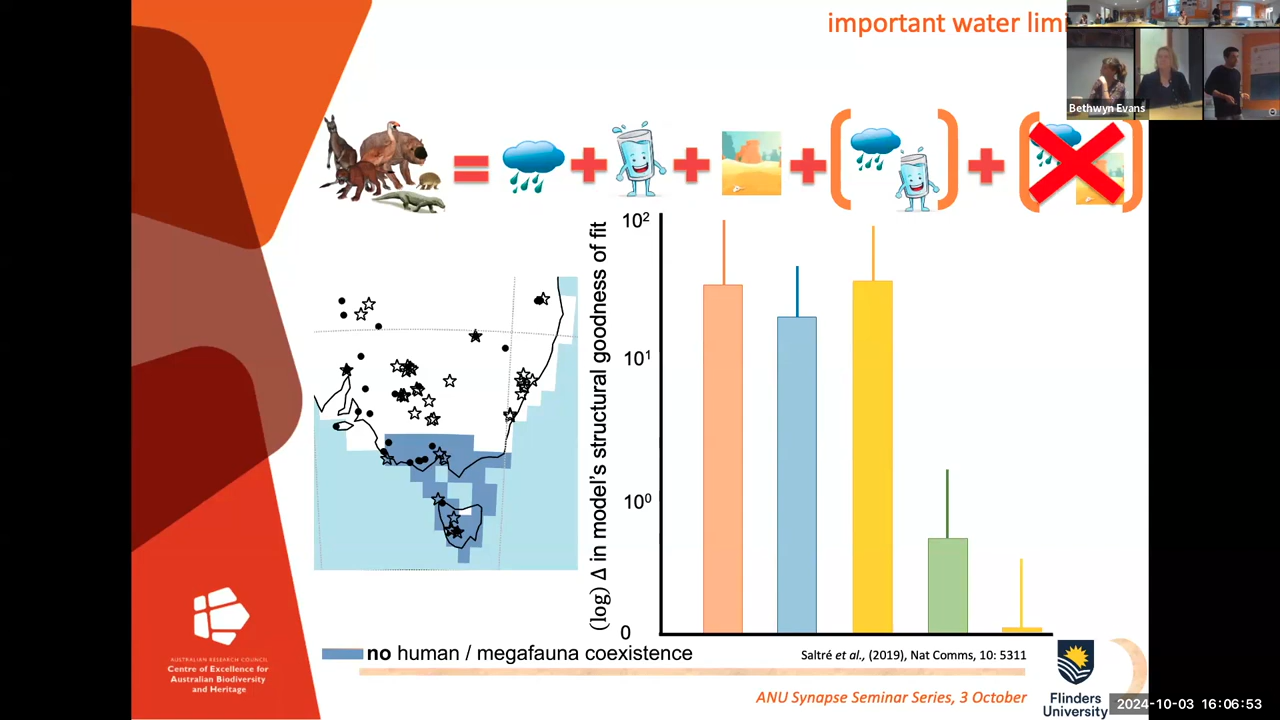 important water limi
Bethwyn Evans
10²
10¹
10⁰
0
(log) Δ in model's structural goodness of fit
no human / megafauna coexistence
Saltré et al., (2019), Nat Comms, 10: 5311
ANU Synapse Seminar Series, 3 October
AUSTRALIAN RESEARCH COUNCIL
Centre of Excellence for
Australian Biodiversity
and Heritage
Flinders
University
2024-10-03 16:06:53